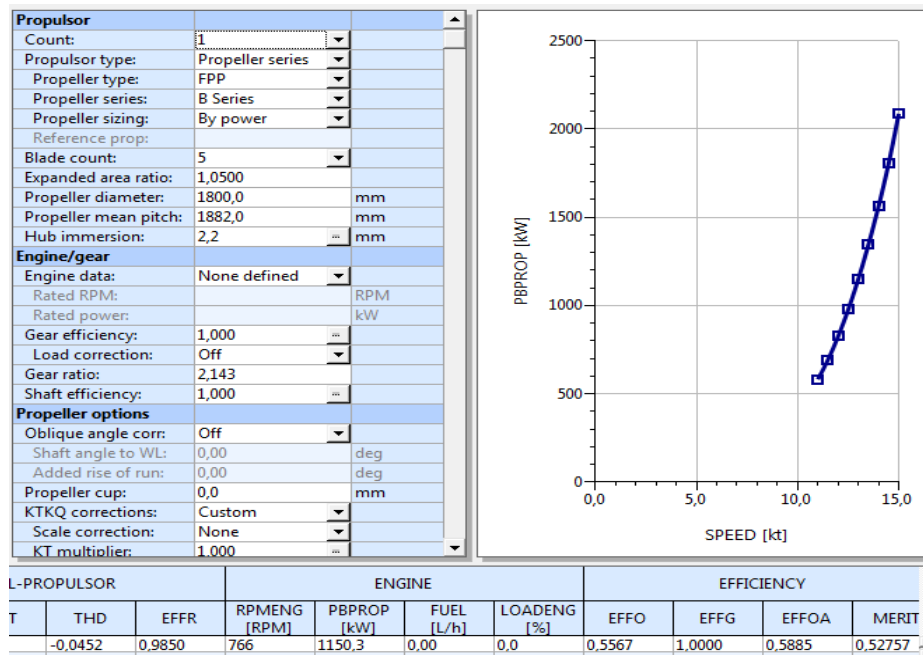 Propulsor
Count: 1
Propulsor type: Propeller series
Propeller type: FPP
Propeller series: B Series
Propeller sizing: By power
Reference prop:
Blade count: 5
Expanded area ratio: 1,0500
Propeller diameter: 1800,0 mm
Propeller mean pitch: 1882,0 mm
Hub immersion: 2,2 ... mm
Engine/gear
Engine data: None defined
Rated RPM: RPM
Rated power: kW
Gear efficiency: 1,000 ...
Load correction: Off
Gear ratio: 2,143
Shaft efficiency: 1,000 ...
Propeller options
Oblique angle corr: Off
Shaft angle to WL: 0,00 deg
Added rise of run: 0,00 deg
Propeller cup: 0,0 mm
KTKQ corrections: Custom
Scale correction: None
KT multiplier: 1.000 ...
PBPROP [kW]
2500
2000
1500
1000
500
0
0,0 5,0 10,0 15,0
SPEED [kt]
L-PROPULSOR ENGINE EFFICIENCY
T THD EFFR RPMENG [RPM] PBPROP [kW] FUEL [L/h] LOADENG [%] EFFO EFFG EFFOA MERIT
-0,0452 0,9850 766 1150,3 0,00 0,0 0,5567 1,0000 0,5885 0,52757